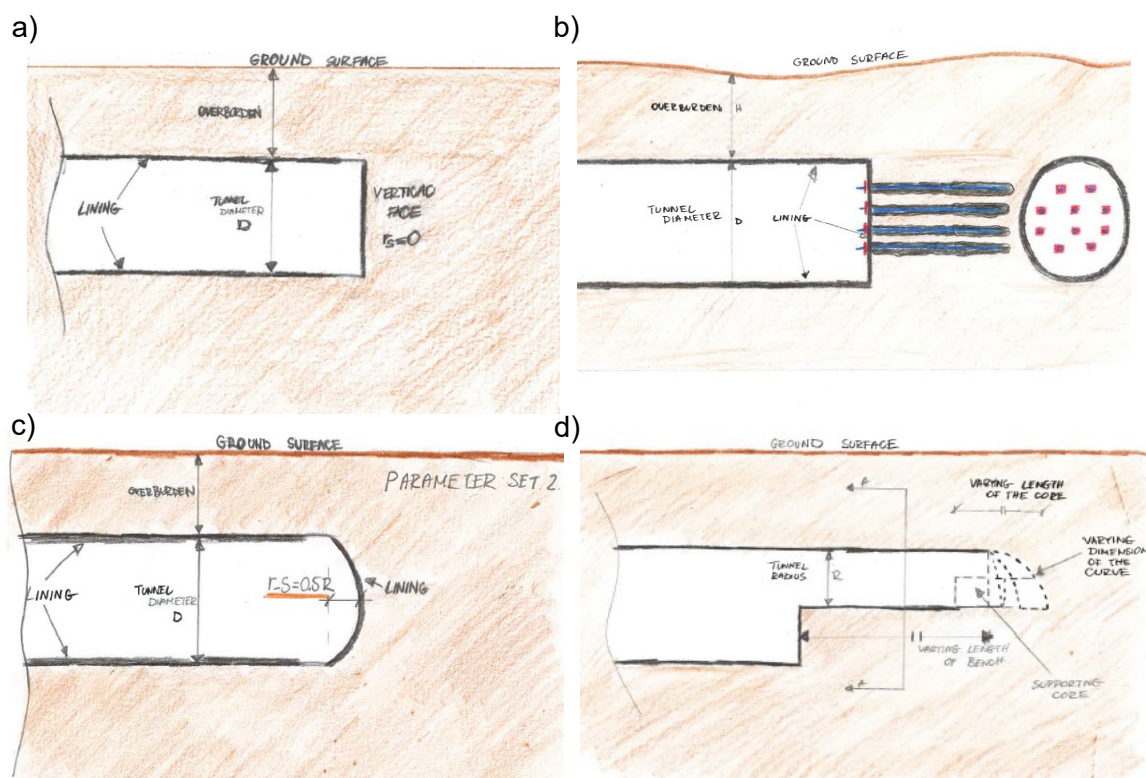 a)
GROUND SURFACE
OVERBURDEN
LINING
TUNNEL
DIAMETER
D
VERTICAL
FACE
rs=0
b)
GROUND SURFACE
OVERBURDEN H
TUNNEL
DIAMETER
D
LINING
c)
GROUND SURFACE
PARAMETER SET 2.
OVERBURDEN
LINING
TUNNEL
DIAMETER
D
r-s=0.5R
LINING
d)
GROUND SURFACE
VARYING LENGTH
OF THE CORE
A
VARYING
DIMENSION
OF THE
CURVE
TUNNEL
RADIUS
R
VARYING LENGTH
OF BENCH
A
SUPPORTING
CORE